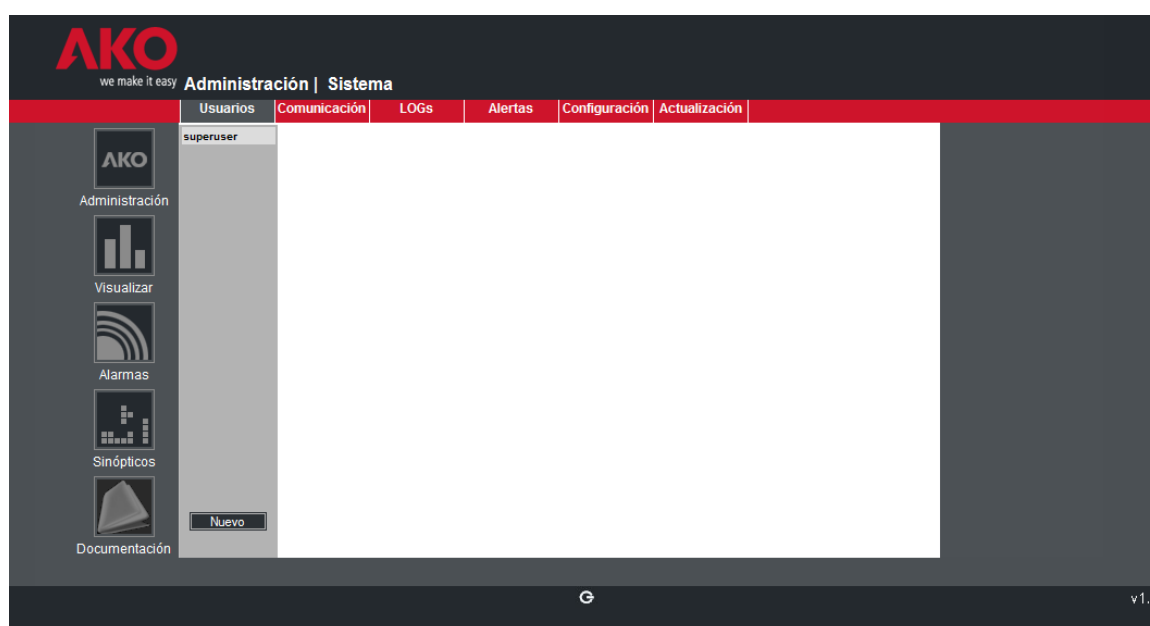 AKO
we make it easy
Administración | Sistema
Usuarios Comunicación LOGs Alertas Configuración Actualización
superuser
AKO
Administración
Visualizar
Alarmas
Sinópticos
Nuevo
Documentación
v1.